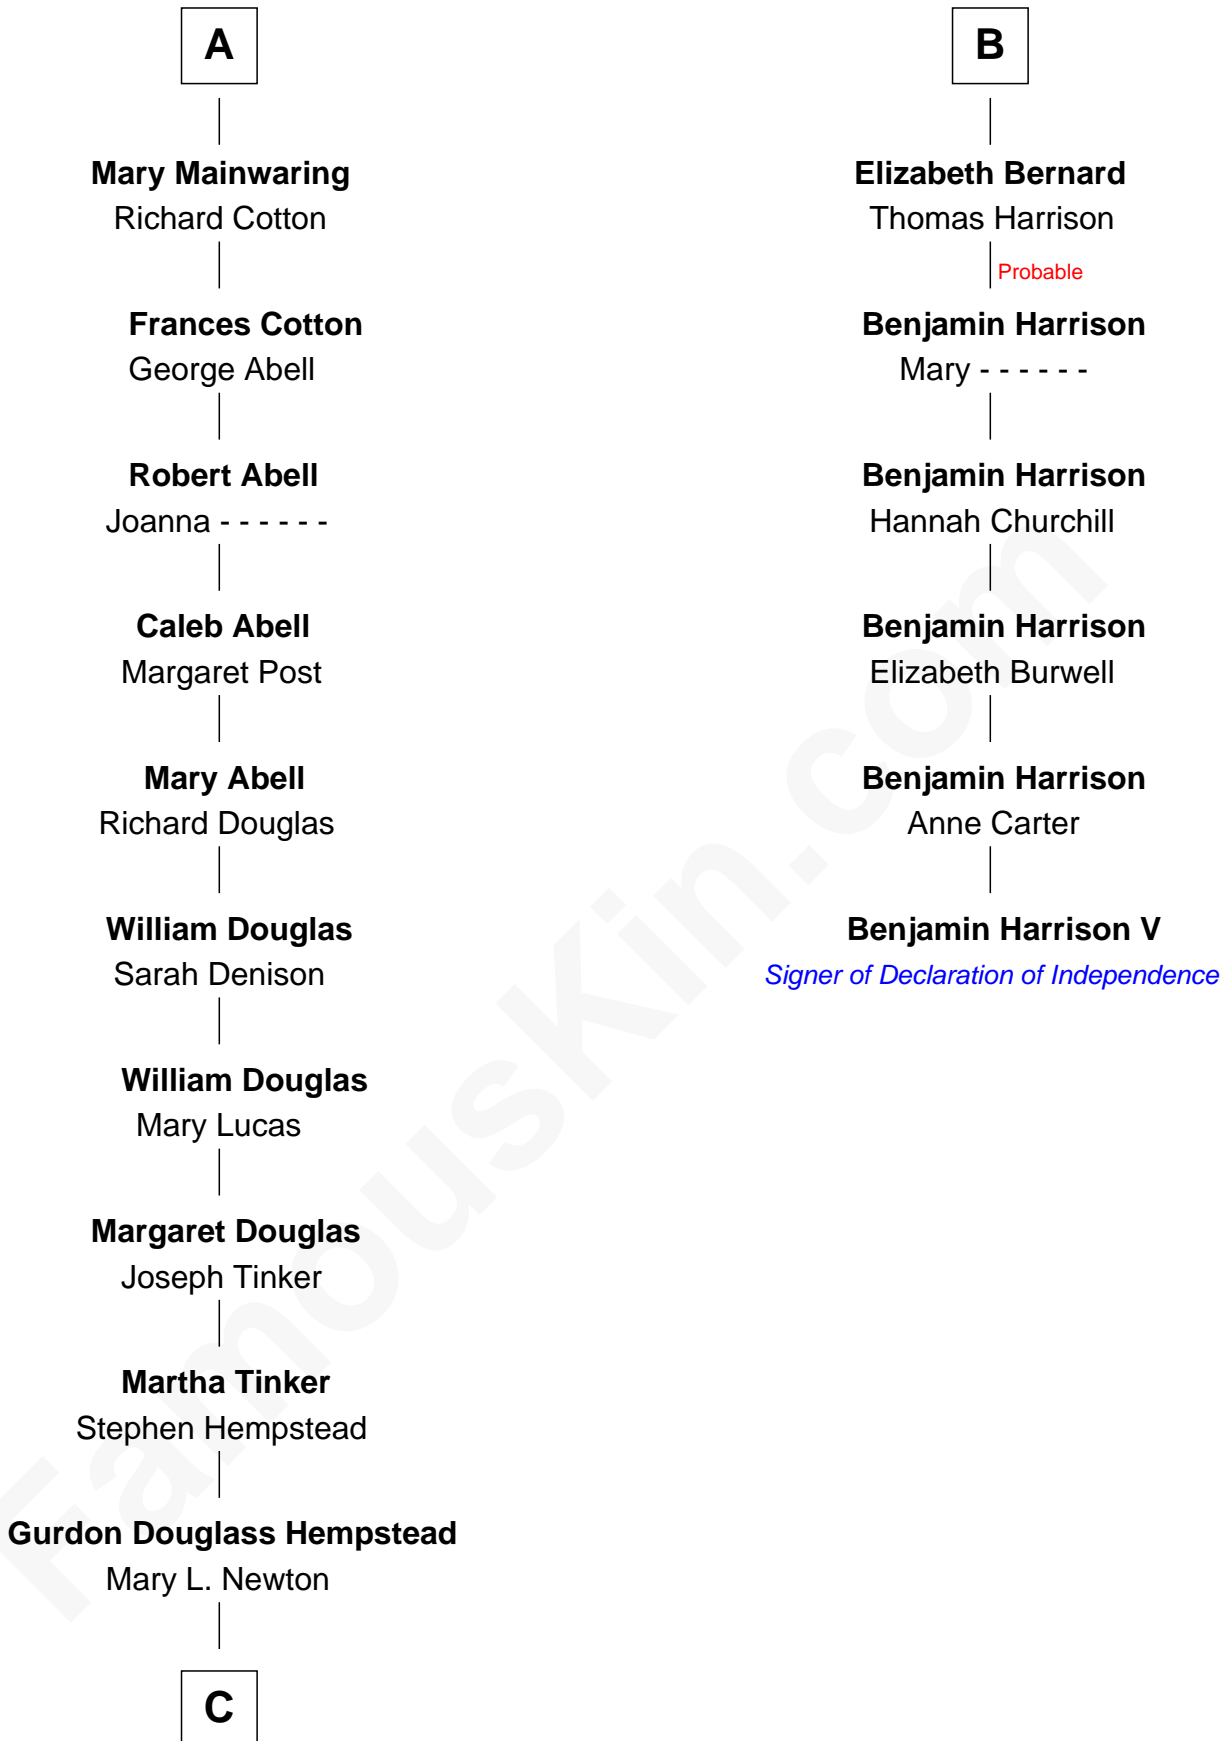 A
Mary Mainwaring
Richard Cotton
Frances Cotton
George Abell
Robert Abell
Joanna - - - - - -
Caleb Abell
Margaret Post
Mary Abell
Richard Douglas
William Douglas
Sarah Denison
William Douglas
Mary Lucas
Margaret Douglas
Joseph Tinker
Martha Tinker
Stephen Hempstead
Gurdon Douglass Hempstead
Mary L. Newton
C
B
Elizabeth Bernard
Thomas Harrison
Probable
Benjamin Harrison
Mary - - - - - -
Benjamin Harrison
Hannah Churchill
Benjamin Harrison
Elizabeth Burwell
Benjamin Harrison
Anne Carter
Benjamin Harrison V
Signer of Declaration of Independence
FamousKin.com